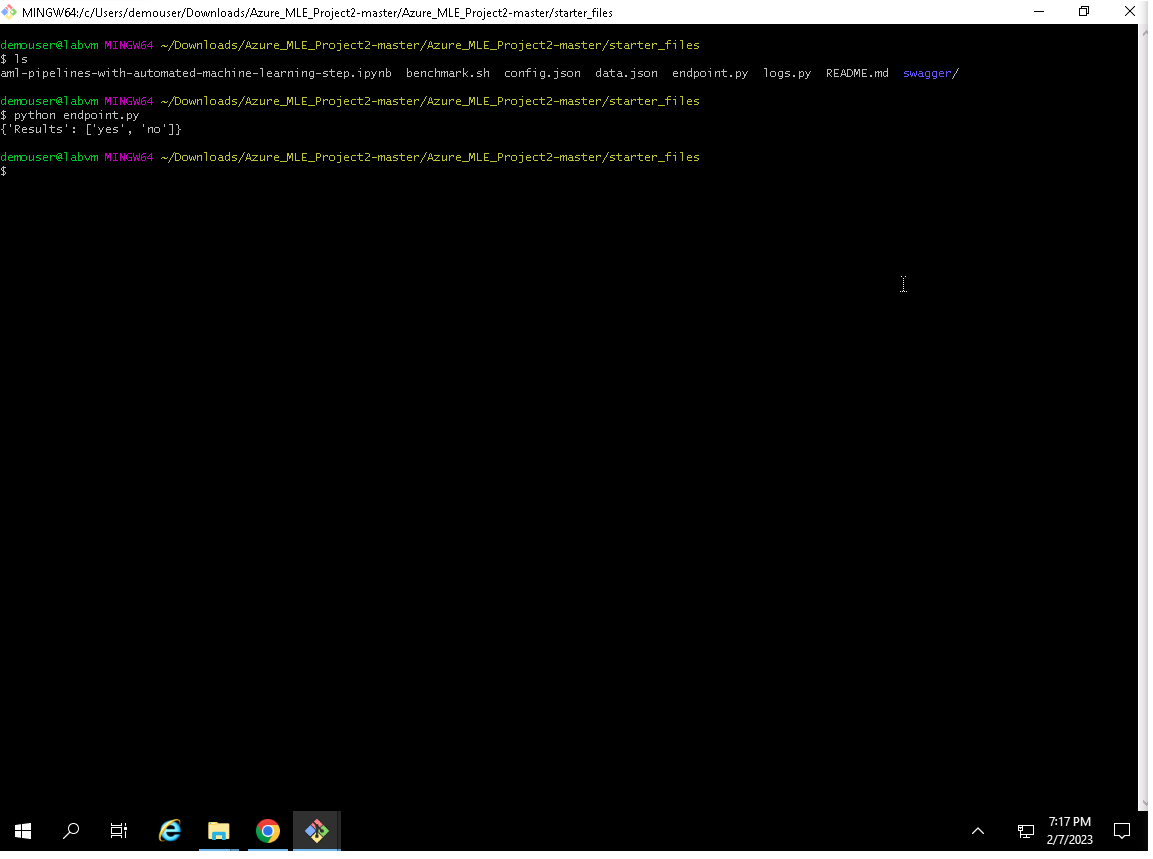 MINGW64:/c/Users/demouser/Downloads/Azure_MLE_Project2-master/Azure_MLE_Project2-master/starter_files
demouser@labvm MINGW64 ~/Downloads/Azure_MLE_Project2-master/Azure_MLE_Project2-master/starter_files
$ ls
aml-pipelines-with-automated-machine-learning-step.ipynb  benchmark.sh  config.json  data.json  endpoint.py  logs.py  README.md  swagger/
demouser@labvm MINGW64 ~/Downloads/Azure_MLE_Project2-master/Azure_MLE_Project2-master/starter_files
$ python endpoint.py
{'Results': ['yes', 'no']}
demouser@labvm MINGW64 ~/Downloads/Azure_MLE_Project2-master/Azure_MLE_Project2-master/starter_files
$
7:17 PM
2/7/2023